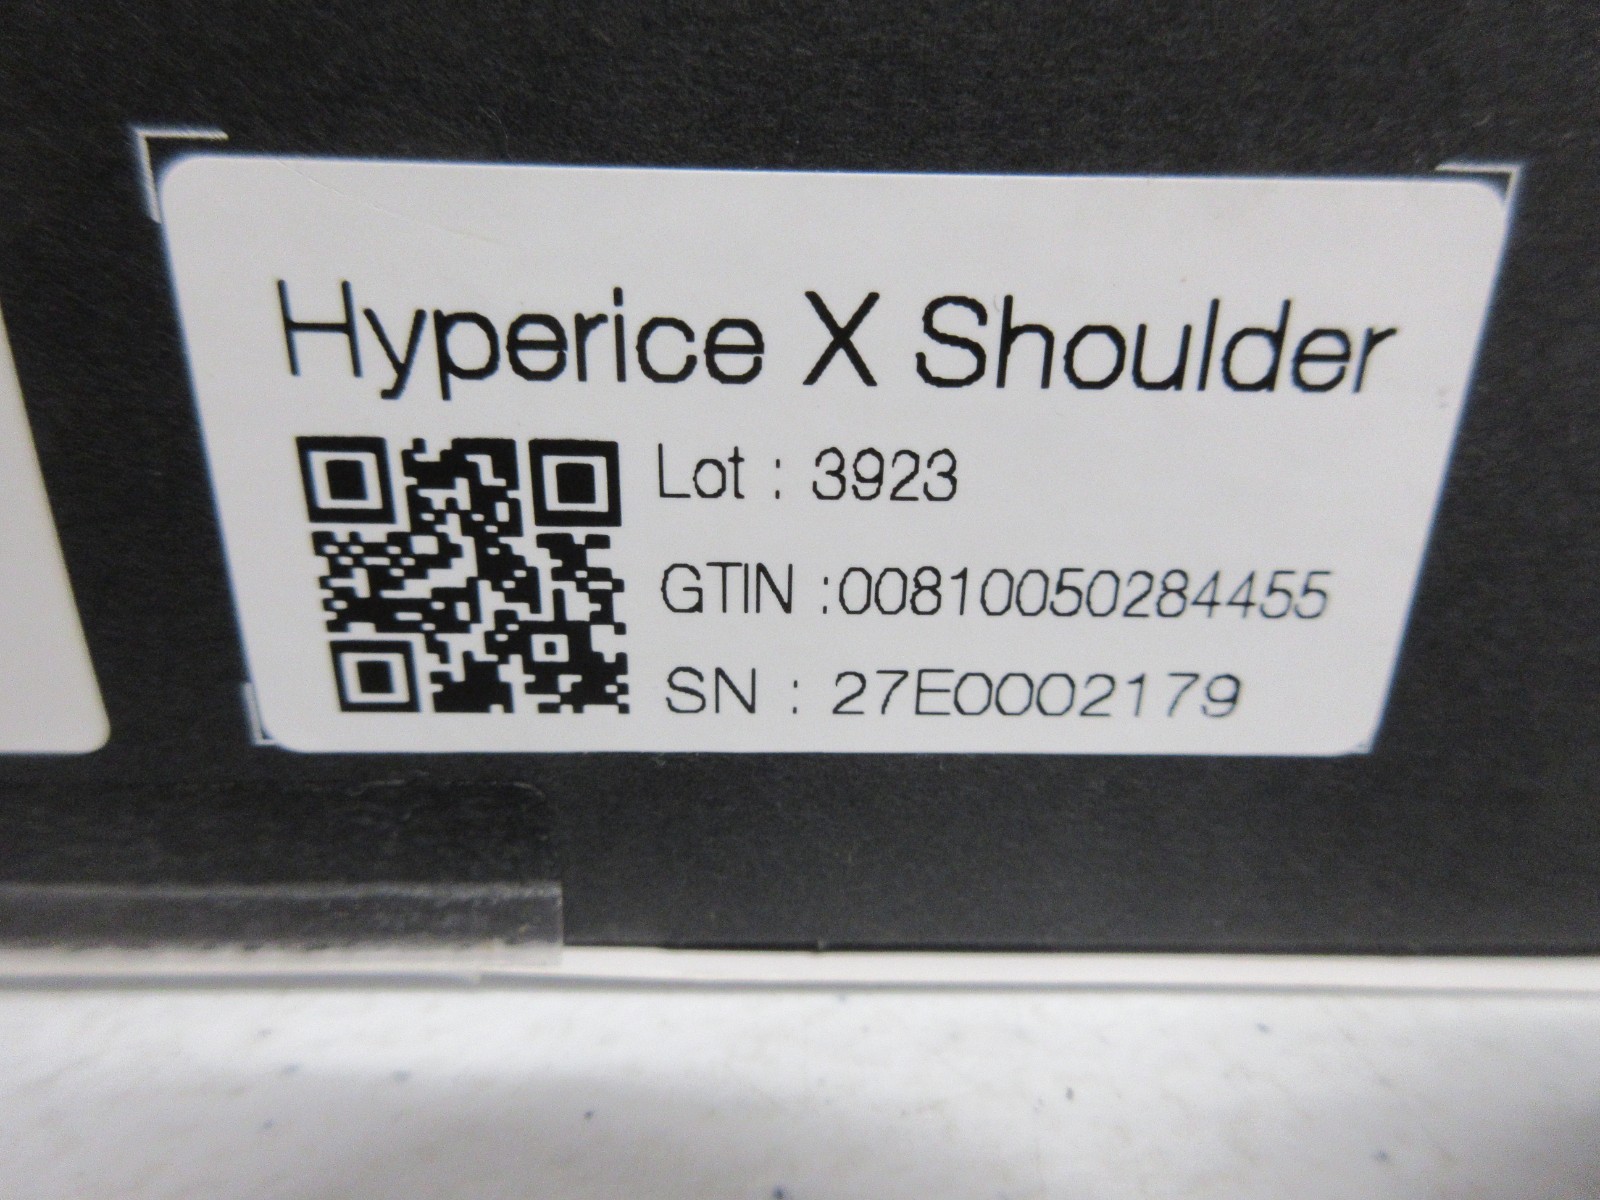 Hyperice X Shoulder
Lot : 3923
GTIN :00810050284455
SN : 27E0002179